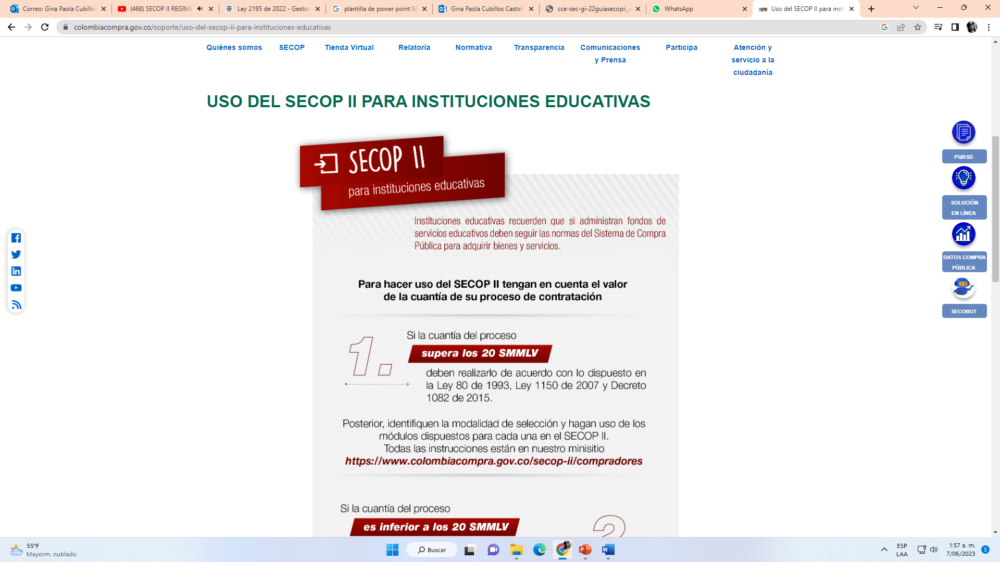 Correo: Gina Paola Cubillos
(468) SECOP II REGIME
Ley 2195 de 2022 - Gestor
plantilla de power point SE
Gina Paola Cubillos Castañ
cce-sec-gi-22guiasecopii_e
WhatsApp
Uso del SECOP II para insti
colombiacompra.gov.co/soporte/uso-del-secop-ii-para-instituciones-educativas
Quiénes somos
SECOP
Tienda Virtual
Relatoría
Normativa
Transparencia
Comunicaciones
y Prensa
Participa
Atención y
servicio a la
ciudadanía
USO DEL SECOP II PARA INSTITUCIONES EDUCATIVAS
SECOP II
para instituciones educativas
Instituciones educativas recuerden que si administran fondos de
servicios educativos deben seguir las normas del Sistema de Compra
Pública para adquirir bienes y servicios.
Para hacer uso del SECOP II tengan en cuenta el valor
de la cuantía de su proceso de contratación
1.
Si la cuantía del proceso
supera los 20 SMMLV
deben realizarlo de acuerdo con lo dispuesto en
la Ley 80 de 1993, Ley 1150 de 2007 y Decreto
1082 de 2015.
Posterior, identifiquen la modalidad de selección y hagan uso de los
módulos dispuestos para cada una en el SECOP II.
Todas las instrucciones están en nuestro minisitio
https://www.colombiacompra.gov.co/secop-ii/compradores
Si la cuantía del proceso
es inferior a los 20 SMMLV
2
PQRSD
SOLUCIÓN
EN LÍNEA
DATOS COMPRA
PÚBLICA
SECOBOT
55°F
Mayorm. nublado
Buscar
ESP
LAA
1:57 a. m.
7/06/2023
5